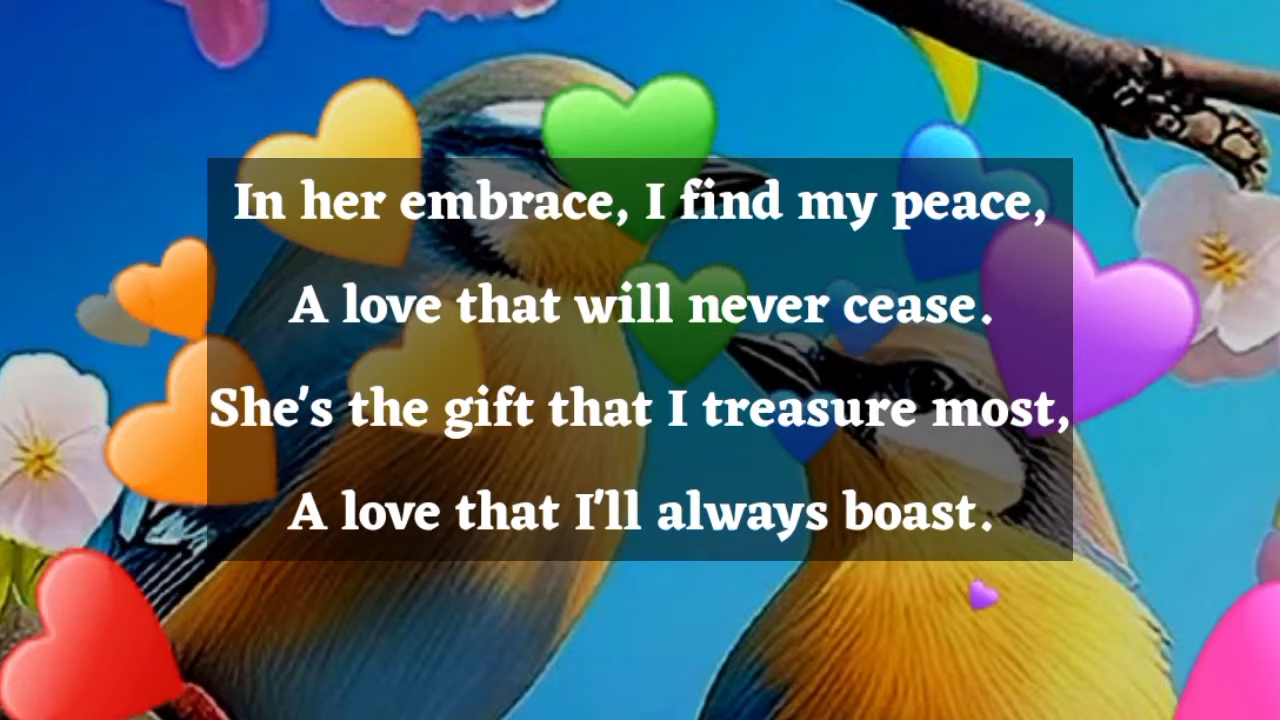 In her embrace, I find my peace,
A love that will never cease.
She's the gift that I treasure most,
A love that I'll always boast.